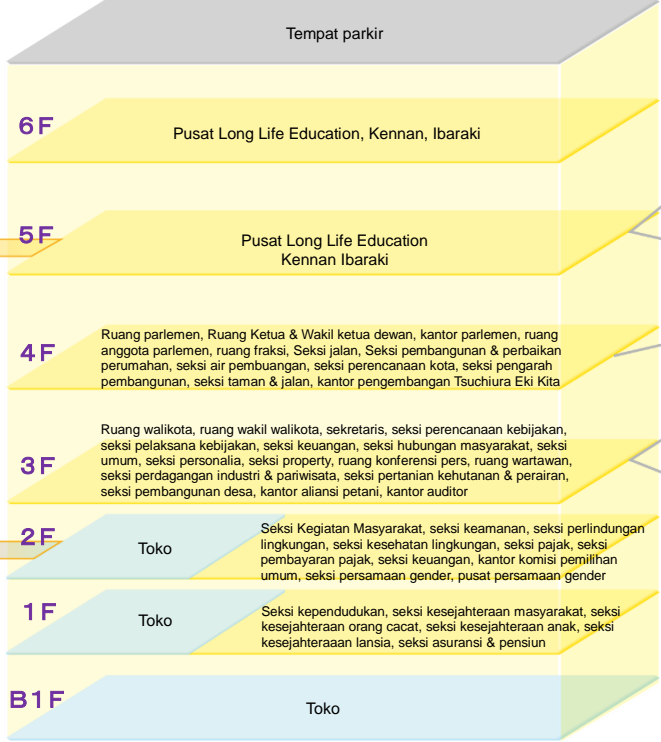 Tempat parkir
6F
Pusat Long Life Education, Kennan, Ibaraki
5F
Pusat Long Life Education
Kennan Ibaraki
4F
Ruang parlemen, Ruang Ketua & Wakil ketua dewan, kantor parlemen, ruang
anggota parlemen, ruang fraksi, Seksi jalan, Seksi pembangunan & perbaikan
perumahan, seksi air pembuangan, seksi perencanaan kota, seksi pengarah
pembangunan, seksi taman & jalan, kantor pengembangan Tsuchiura Eki Kita
3F
Ruang walikota, ruang wakil walikota, sekretaris, seksi perencanaan kebijakan,
seksi pelaksana kebijakan, seksi keuangan, seksi hubungan masyarakat, seksi
umum, seksi personalia, seksi property, ruang konferensi pers, ruang wartawan,
seksi perdagangan industri & pariwisata, seksi pertanian kehutanan & perairan,
seksi pembangunan desa, kantor aliansi petani, kantor auditor
2F
Toko
Seksi Kegiatan Masyarakat, seksi keamanan, seksi perlindungan
lingkungan, seksi kesehatan lingkungan, seksi pajak, seksi
pembayaran pajak, seksi keuangan, kantor komisi pemilihan
umum, seksi persamaan gender, pusat persamaan gender
1F
Toko
Seksi kependudukan, seksi kesejahteraan masyarakat, seksi
kesejahteraan orang cacat, seksi kesejahteraan anak, seksi
kesejahteraaan lansia, seksi asuransi & pensiun
B1F
Toko